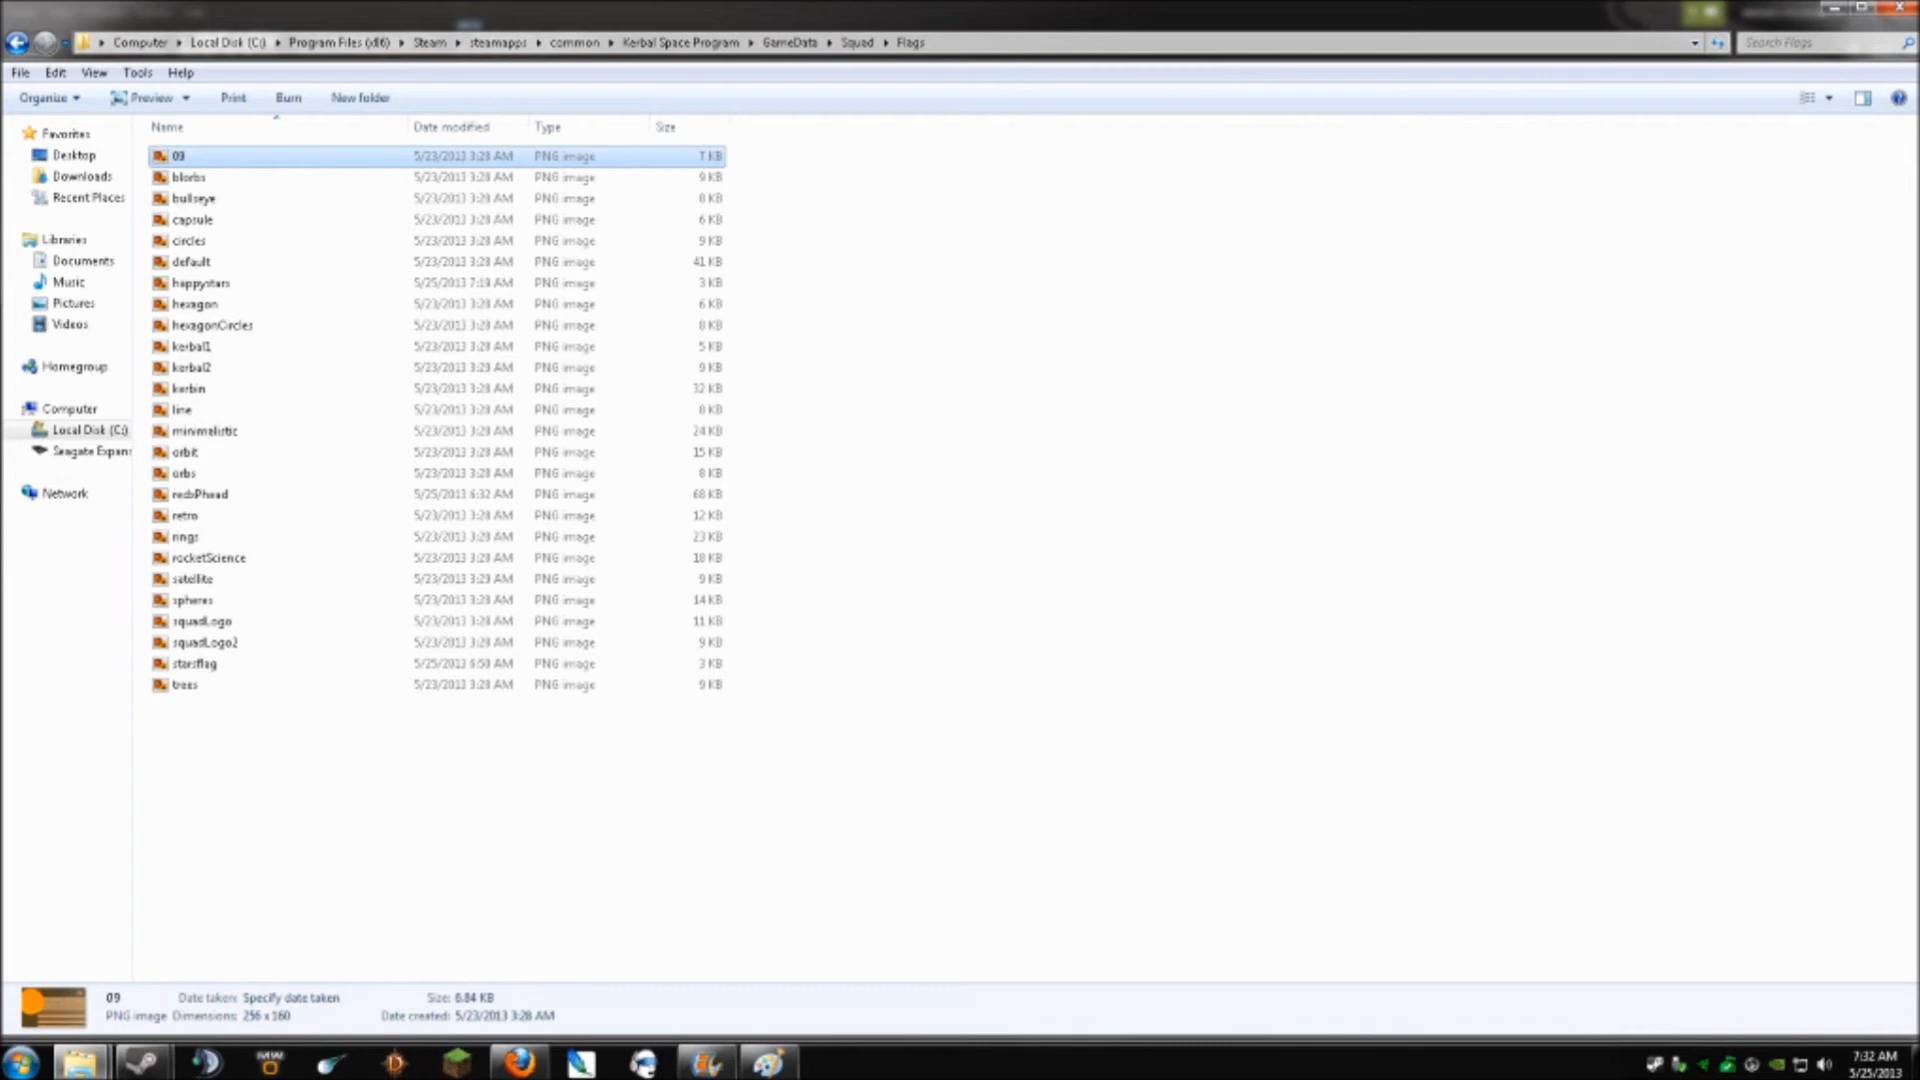 Computer Local Disk (C:) Program Files (x86) Steam steamapps common Kerbal Space Program GameData Squad Flags Search Flags
File Edit View Tools Help
Organize Preview Print Burn New folder
Name Date modified Type Size
Favorites
Desktop
Downloads
Recent Places
Libraries
Documents
Music
Pictures
Videos
Homegroup
Computer
Local Disk (C:)
Seagate Expan
Network
09 5/23/2013 3:28 AM PNG image 7 KB
blorbs 5/23/2013 3:28 AM PNG image 9 KB
bullseye 5/23/2013 3:28 AM PNG image 8 KB
capsule 5/23/2013 3:28 AM PNG image 6 KB
circles 5/23/2013 3:28 AM PNG image 9 KB
default 5/23/2013 3:28 AM PNG image 41 KB
happystars 5/25/2013 7:19 AM PNG image 3 KB
hexagon 5/23/2013 3:28 AM PNG image 6 KB
hexagonCircles 5/23/2013 3:28 AM PNG image 8 KB
kerbal1 5/23/2013 3:28 AM PNG image 5 KB
kerbal2 5/23/2013 3:29 AM PNG image 9 KB
kerbin 5/23/2013 3:28 AM PNG image 32 KB
line 5/23/2013 3:28 AM PNG image 8 KB
minimalistic 5/23/2013 3:28 AM PNG image 24 KB
orbit 5/23/2013 3:28 AM PNG image 15 KB
orbs 5/23/2013 3:28 AM PNG image 8 KB
5/25/2013 6:32 AM PNG image 68 KB
retro 5/23/2013 3:28 AM PNG image 12 KB
rings 5/23/2013 3:28 AM PNG image 23 KB
rocketScience 5/23/2013 3:28 AM PNG image 18 KB
satellite 5/23/2013 3:29 AM PNG image 9 KB
spheres 5/23/2013 3:28 AM PNG image 14 KB
squadLogo 5/23/2013 3:28 AM PNG image 11 KB
squadLogo2 5/23/2013 3:28 AM PNG image 9 KB
starsflag 5/25/2013 6:58 AM PNG image 3 KB
trees 5/23/2013 3:28 AM PNG image 9 KB
09 Date taken: Specify date taken Size: 6.84 KB
PNG image Dimensions: 256 x 160 Date created: 5/23/2013 3:28 AM
MW
7:32 AM
5/25/2013